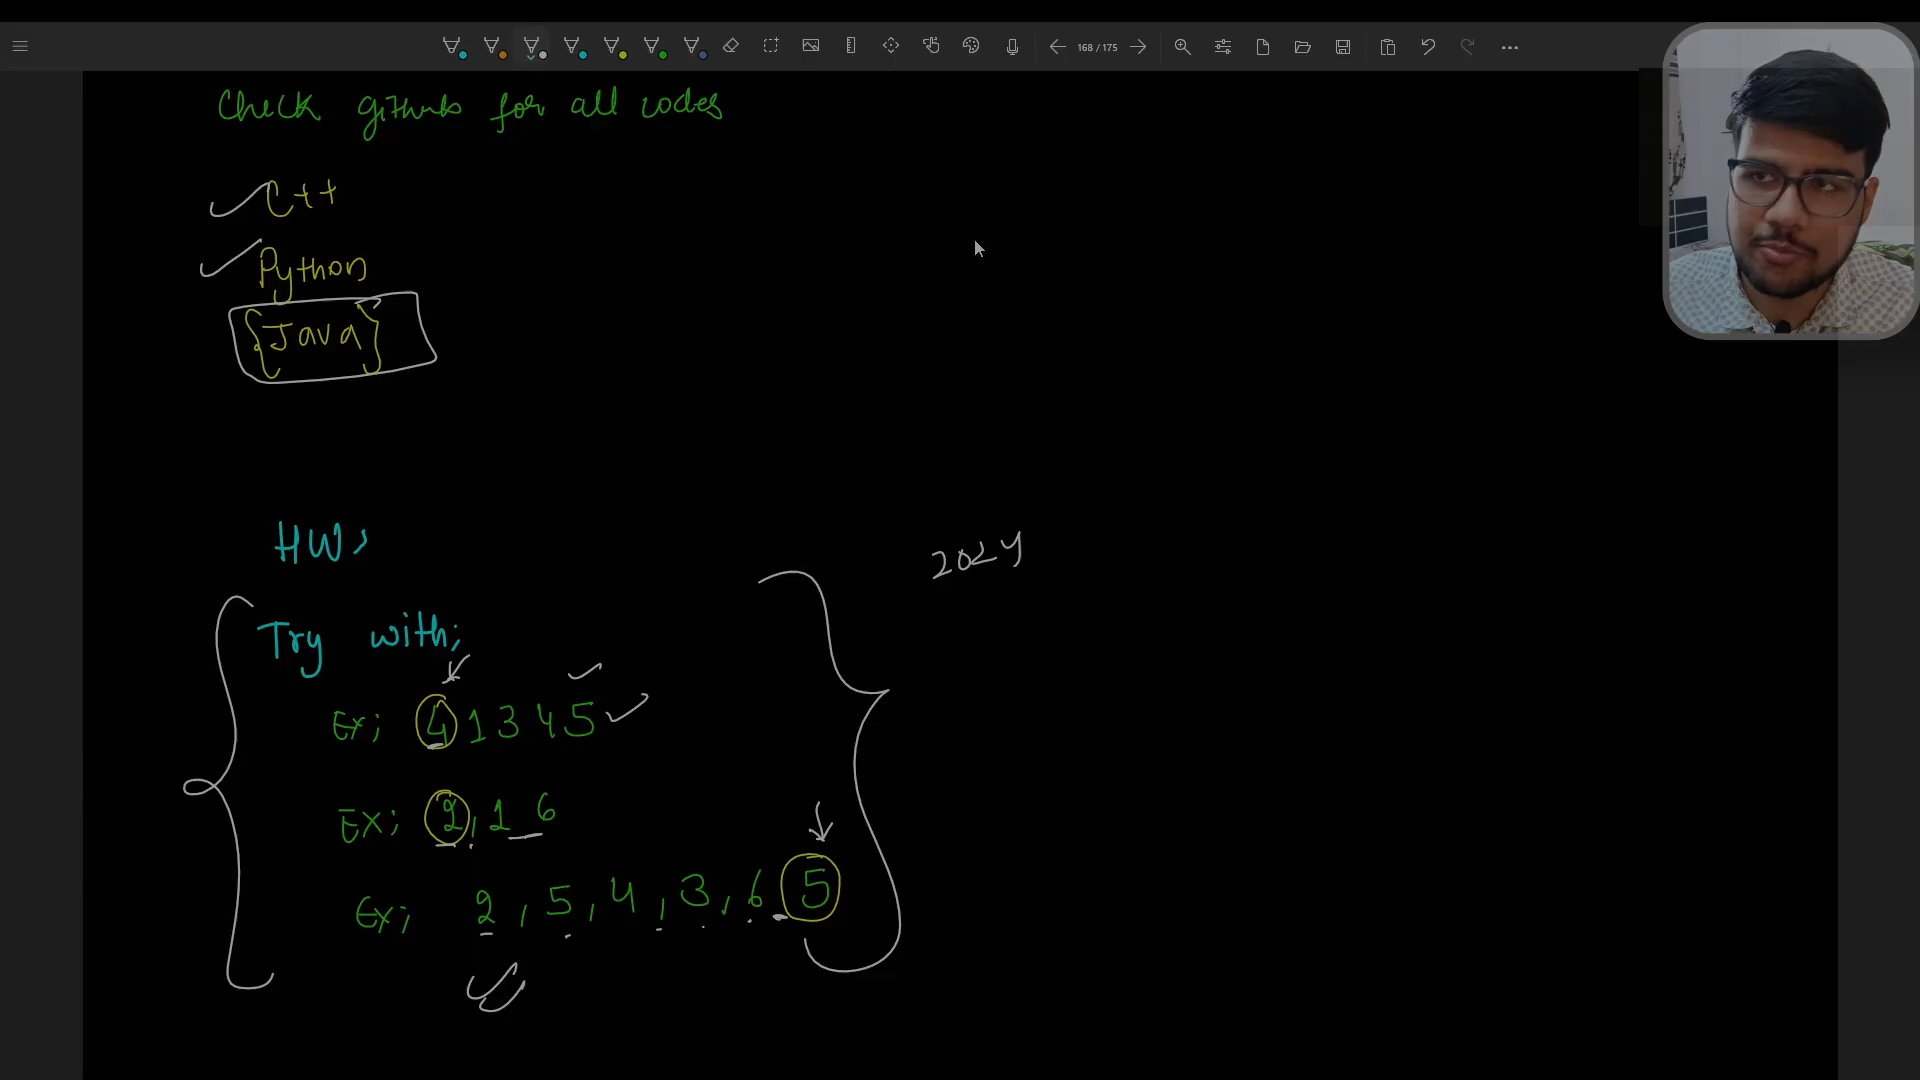 168 / 175
Check github for all codes
C++
Python
{Java}
HW;
2024
Try with;
Ex; 4 1 3 4 5
Ex; 2, 1 6
Ex; 2, 5, 4, 3, 6 5